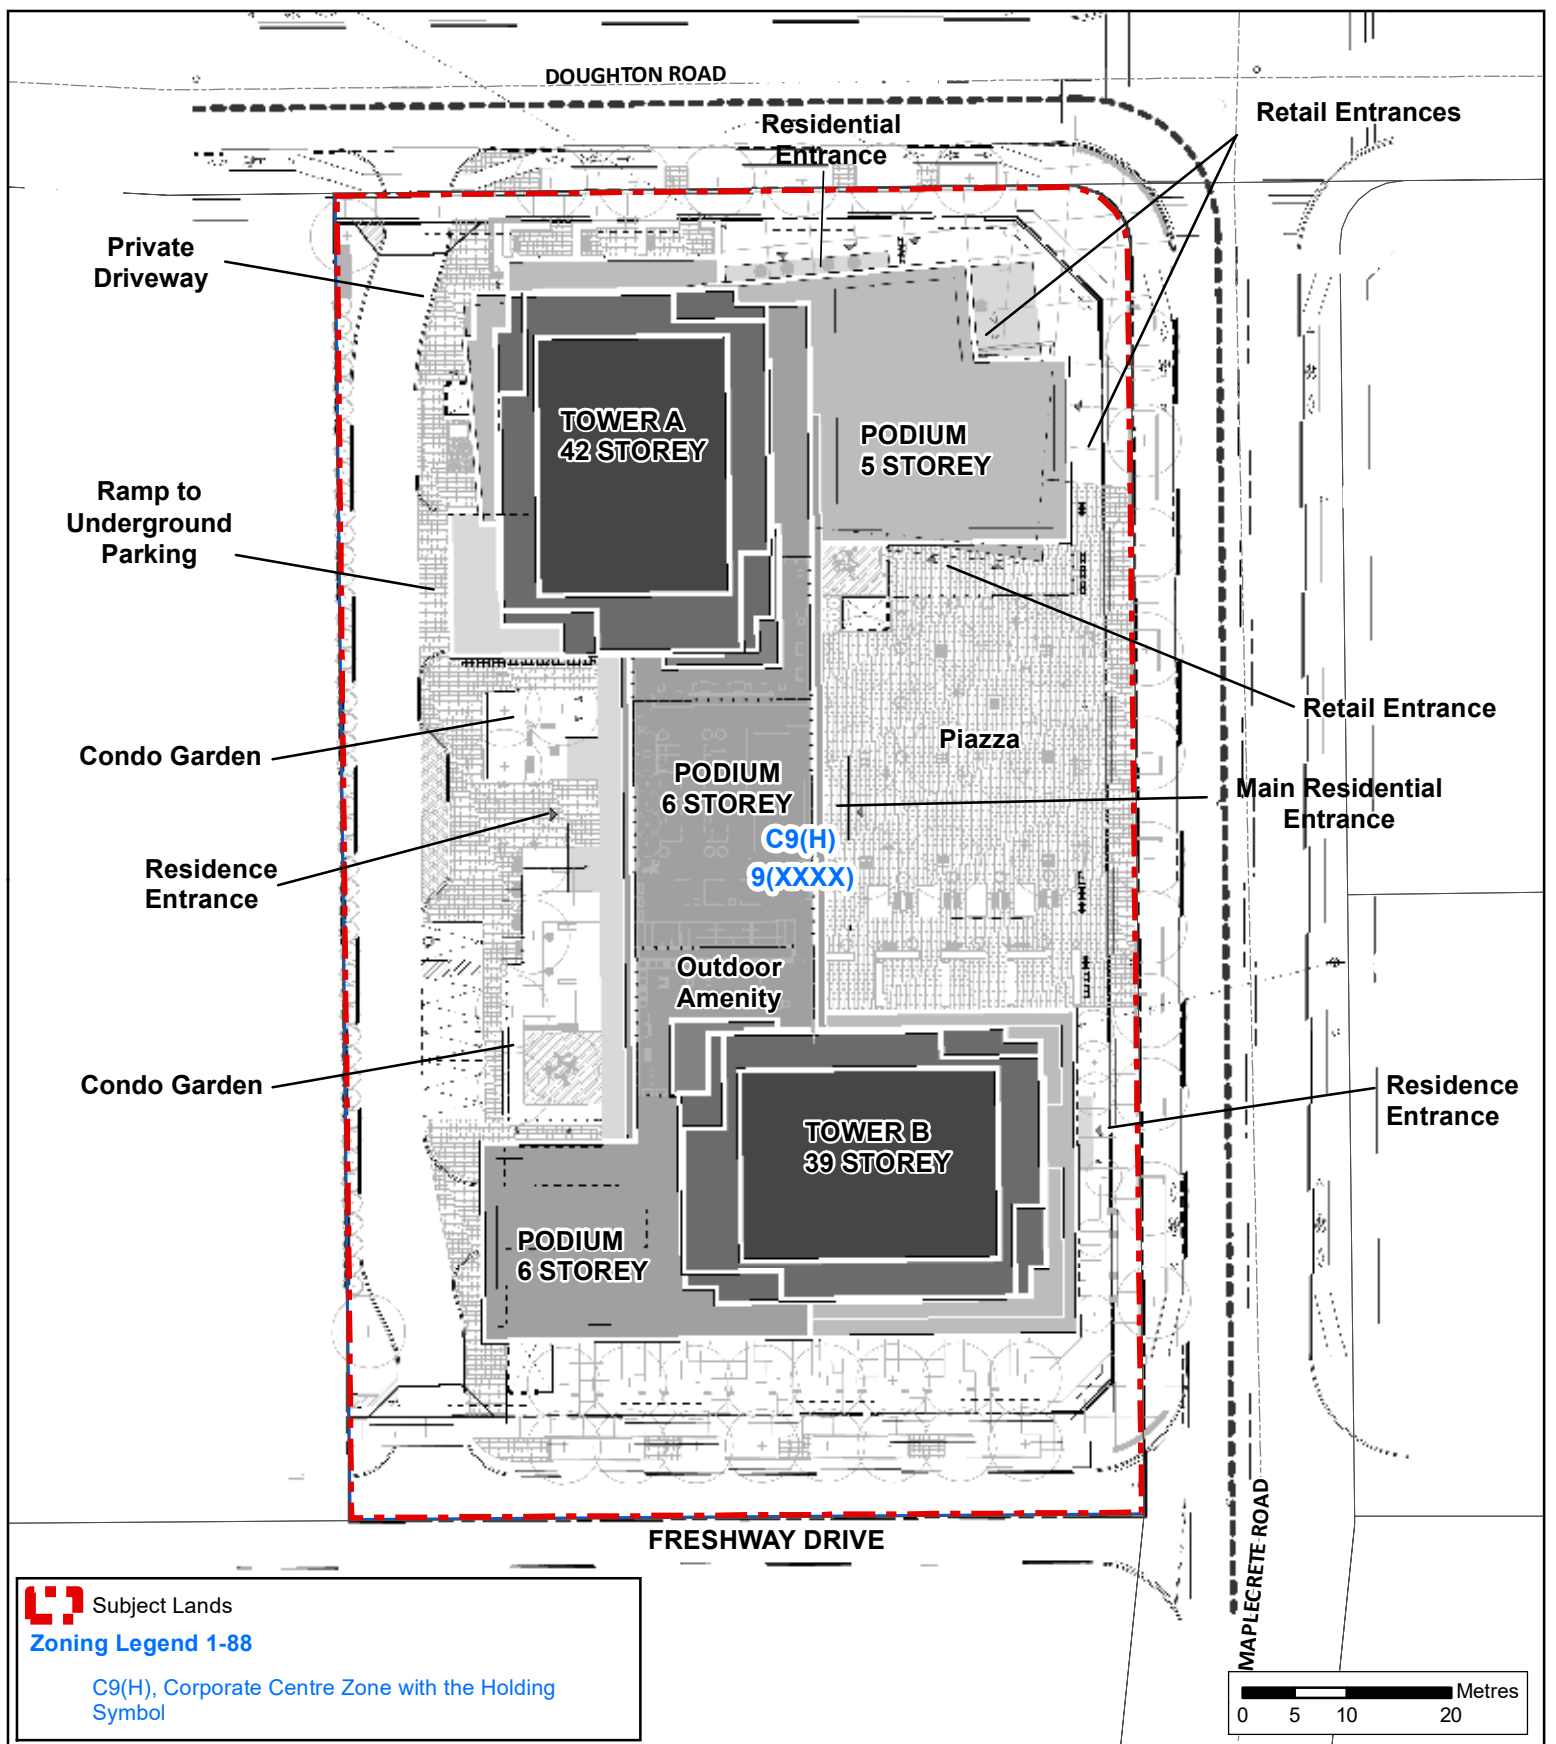 DOUGHTON ROAD
Retail Entrances
Residential
Entrance
Private
Driveway
TOWER A
42 STOREY
PODIUM
5 STOREY
Ramp to
Underground
Parking
Retail Entrance
Piazza
Condo Garden
PODIUM
6 STOREY
Main Residential
Entrance
C9(H)
9(XXXX)
Residence
Entrance
Outdoor
Amenity
Condo Garden
Residence
Entrance
TOWER B
39 STOREY
PODIUM
6 STOREY
FRESHWAY DRIVE
MAPLECRETE ROAD
Subject Lands
Zoning Legend 1-88
C9(H), Corporate Centre Zone with the Holding
Symbol
Metres
0 5 10 20